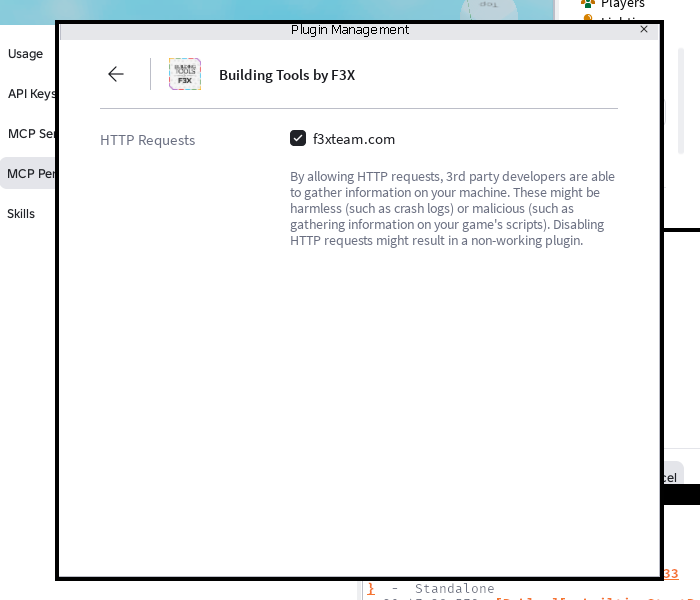 Players
Plugin Management
Usage
API Keys
MCP Ser
MCP Per
Skills
BUILDING
TOOLS
F3X
Building Tools by F3X
HTTP Requests
f3xteam.com
By allowing HTTP requests, 3rd party developers are able
to gather information on your machine. These might be
harmless (such as crash logs) or malicious (such as
gathering information on your game's scripts). Disabling
HTTP requests might result in a non-working plugin.
cel
33
} - Standalone